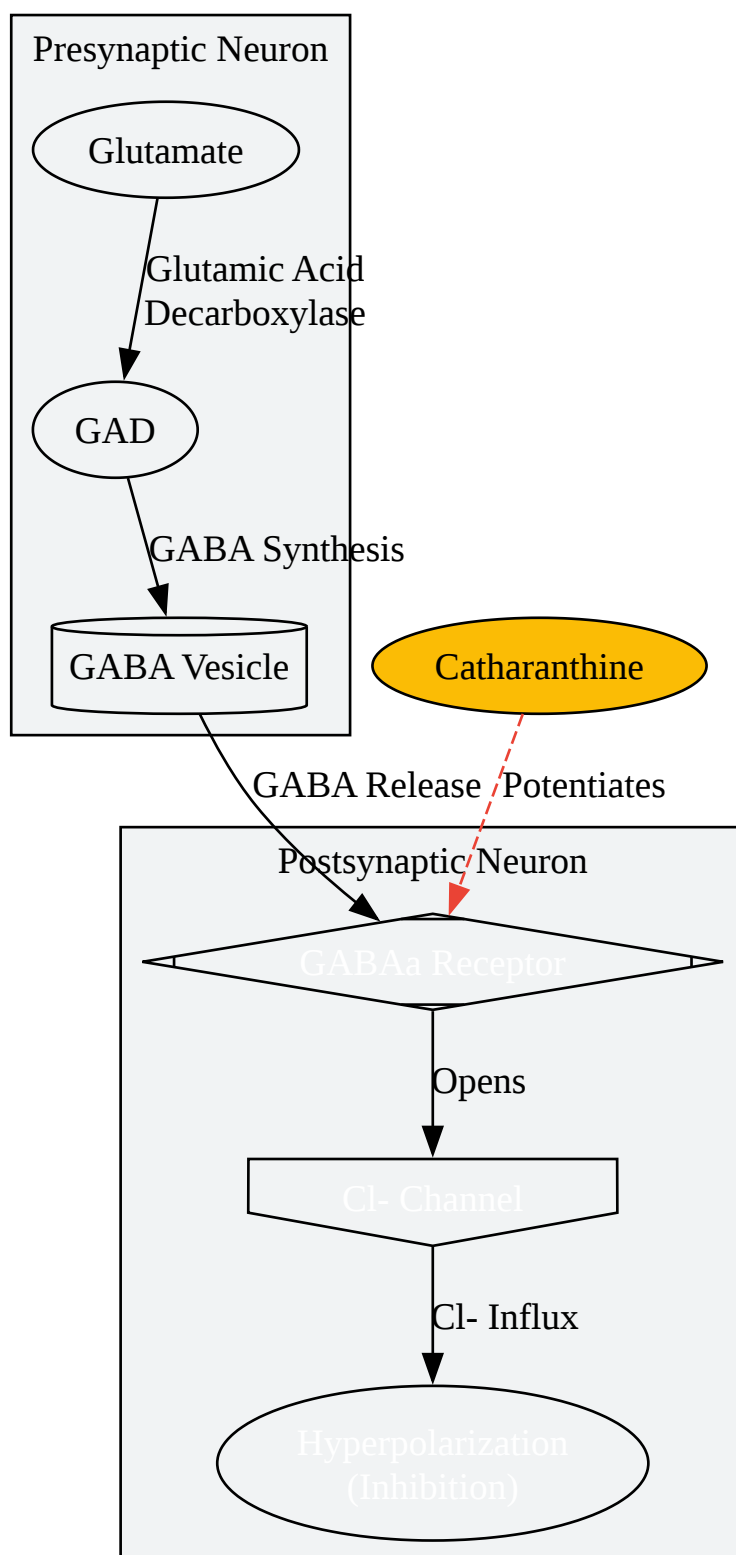 Presynaptic Neuron
Glutamate
Glutamic Acid
Decarboxylase
GAD
GABA Synthesis
GABA Vesicle
Catharanthine
GABA Release
Potentiates
Postsynaptic Neuron
GABAa Receptor
Opens
Cl- Channel
Cl- Influx
Hyperpolarization
(Inhibition)